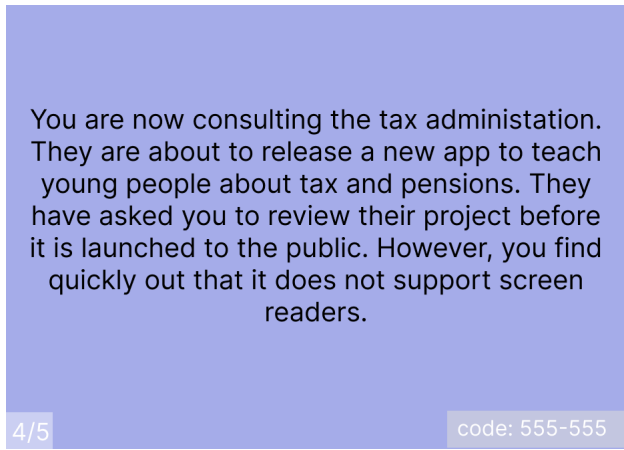 You are now consulting the tax administation.
They are about to release a new app to teach
young people about tax and pensions. They
have asked you to review their project before
it is launched to the public. However, you find
quickly out that it does not support screen
readers.
4/5
code: 555-555